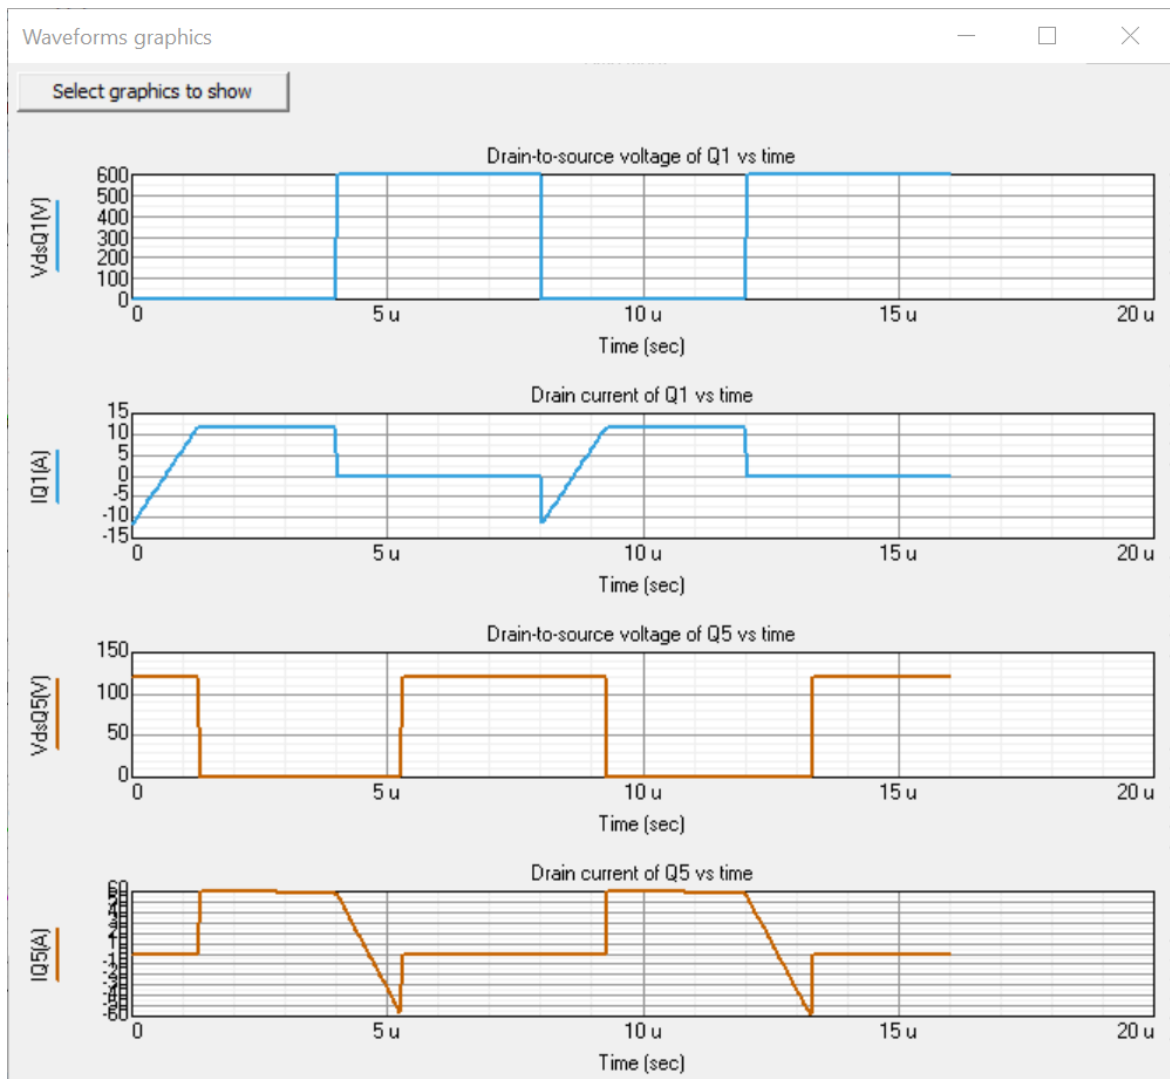 Waveforms graphics
Select graphics to show
Drain-to-source voltage of Q1 vs time
VdsQ1(V)
600
500
400
300
200
100
0
0 5 u 10 u 15 u 20 u
Time (sec)
Drain current of Q1 vs time
IQ1(A)
15
10
5
0
-5
-10
-15
0 5 u 10 u 15 u 20 u
Time (sec)
Drain-to-source voltage of Q5 vs time
VdsQ5(V)
150
100
50
0
0 5 u 10 u 15 u 20 u
Time (sec)
Drain current of Q5 vs time
IQ5(A)
60
-60
0 5 u 10 u 15 u 20 u
Time (sec)